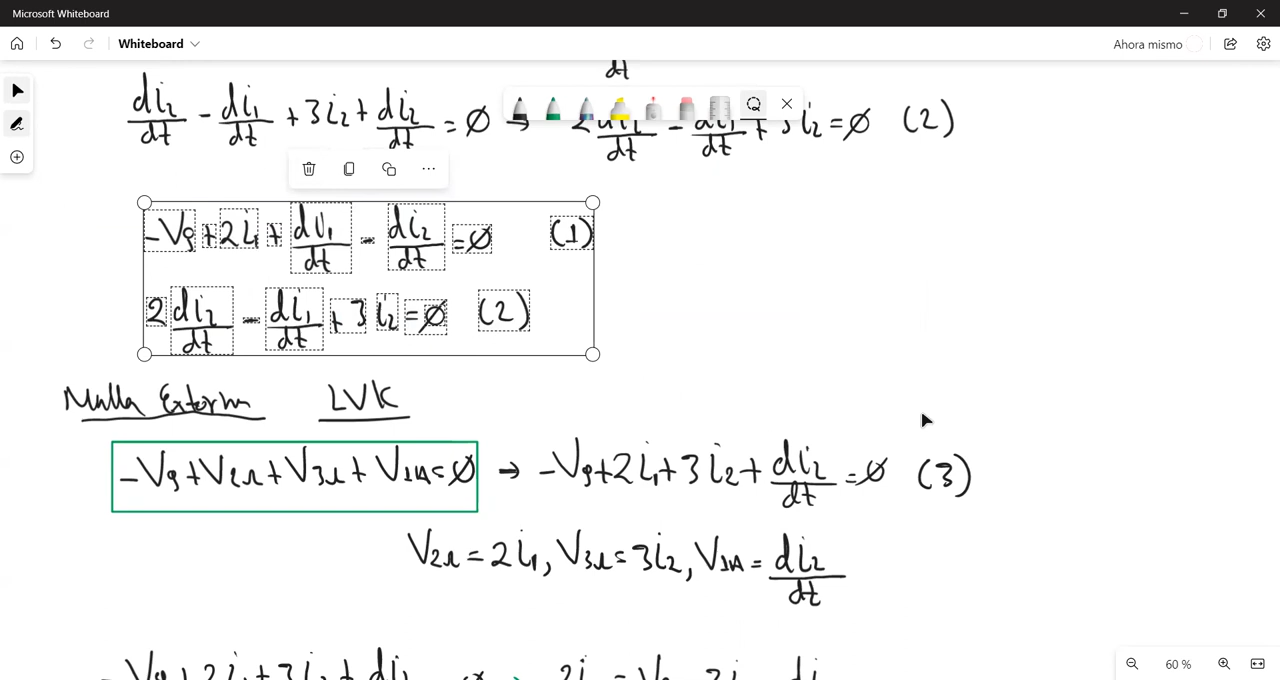 Microsoft Whiteboard
Whiteboard
Ahora mismo
dt
di₂/dt - di₁/dt + 3i₂ + di₂/dt = ∅ → 2di₂/dt - di₁/dt + 3i₂ = ∅ (2)
-Vg + 2i₁ + di₁/dt - di₂/dt = ∅ (1)
2 di₂/dt - di₁/dt + 3i₂ = ∅ (2)
Malla Externa LVK
-Vg + V2Ω + V3Ω + V1H = ∅ → -Vg + 2i₁ + 3i₂ + di₂/dt = ∅ (3)
V2Ω = 2i₁, V3Ω = 3i₂, V1H = di₂/dt
60 %